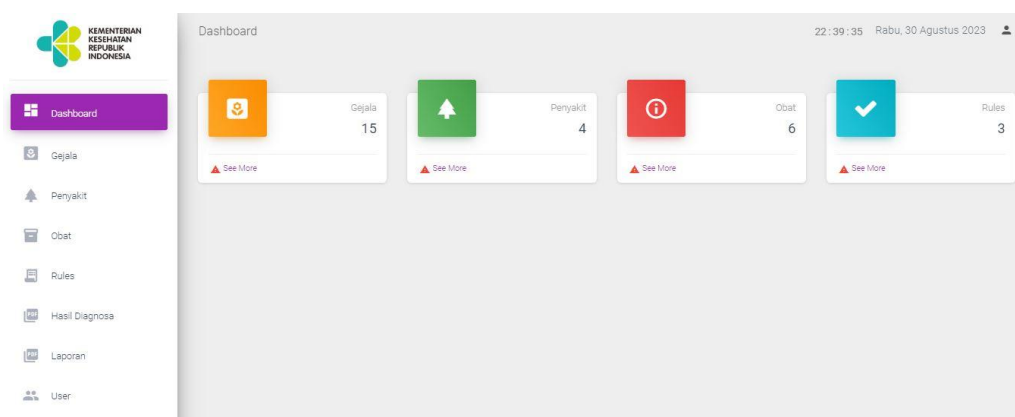 KEMENTERIAN
KESEHATAN
REPUBLIK
INDONESIA
Dashboard
22:39:35 Rabu, 30 Agustus 2023
Dashboard
Gejala
Penyakit
Obat
Rules
Hasil Diagnosa
Laporan
User
Gejala
15
See More
Penyakit
4
See More
Obat
6
See More
Rules
3
See More